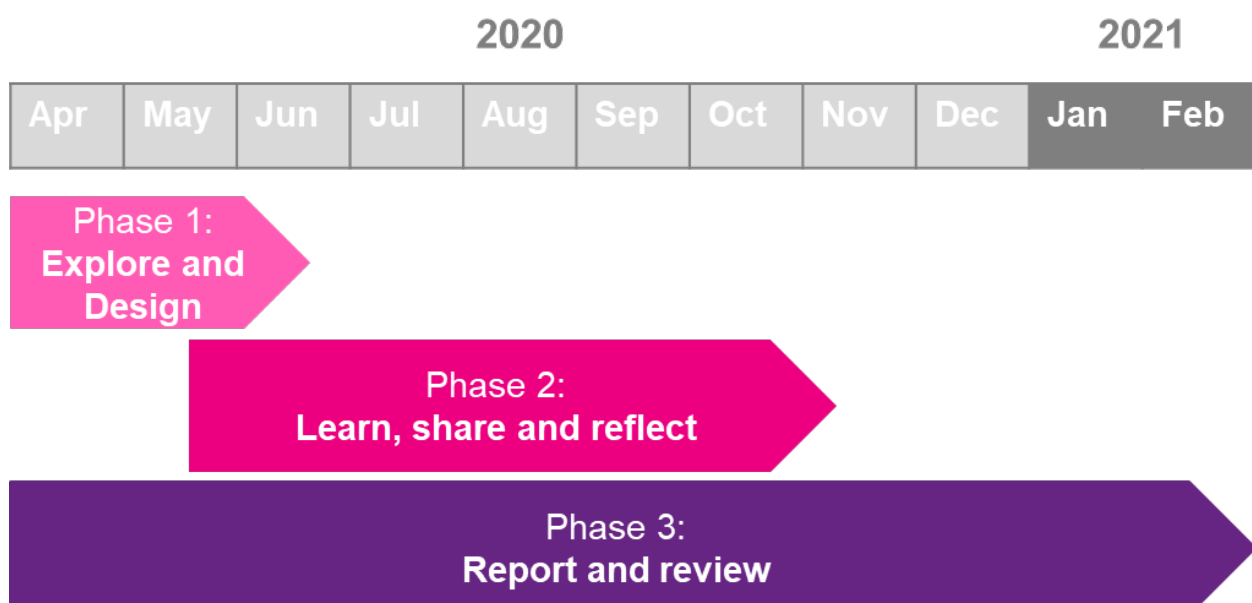 2020 2021
Apr May Jun Jul Aug Sep Oct Nov Dec Jan Feb
Phase 1:
Explore and
Design
Phase 2:
Learn, share and reflect
Phase 3:
Report and review